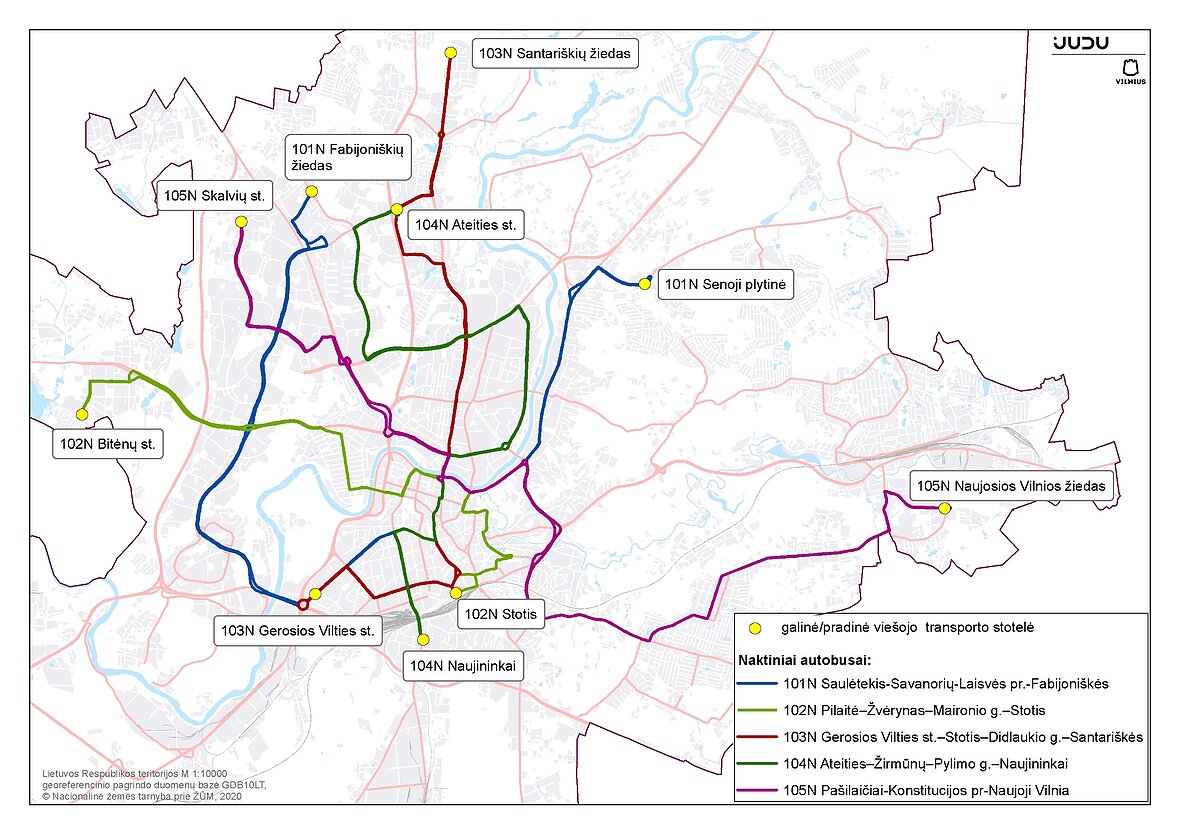 JUDU
VILNIUS
103N Santariškių žiedas
101N Fabijoniškių
žiedas
105N Skalvių st.
104N Ateities st.
101N Senoji plytinė
102N Bitėnų st.
105N Naujosios Vilnios žiedas
102N Stotis
103N Gerosios Vilties st.
104N Naujininkai
galinė/pradinė viešojo transporto stotelė
Naktiniai autobusai:
101N Saulėtekis-Savanorių-Laisvės pr.-Fabijoniškės
102N Pilaitė–Žvėrynas–Maironio g.–Stotis
103N Gerosios Vilties st.–Stotis–Didlaukio g.–Santariškės
104N Ateities–Žirmūnų–Pylimo g.–Naujininkai
105N Pašilaičiai-Konstitucijos pr-Naujoji Vilnia
Lietuvos Respublikos teritorijos M 1:10000
georeferencinio pagrindo duomenų bazė GDB10LT,
© Nacionalinė žemės tarnyba prie ŽŪM, 2020